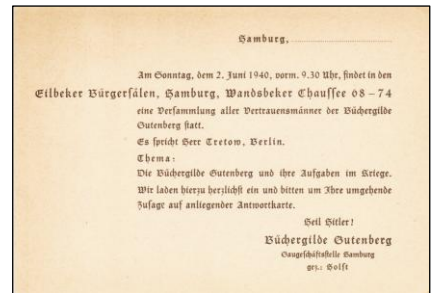 Hamburg,
Am Sonntag, dem 2. Juni 1940, vorm. 9.30 Uhr, findet in den
Eilbeker Bürgersälen, Hamburg, Wandsbeker Chaussee 68 – 74
eine Versammlung aller Vertrauensmänner der Büchergilde
Gutenberg statt.
Es spricht Herr Tretow, Berlin.
Thema:
Die Büchergilde Gutenberg und ihre Aufgaben im Kriege.
Wir laden hierzu herzlichst ein und bitten um Ihre umgehende
Zusage auf anliegender Antwortkarte.
Heil Hitler!
Büchergilde Gutenberg
Gaugeschäftsstelle Hamburg
gez.: Holst